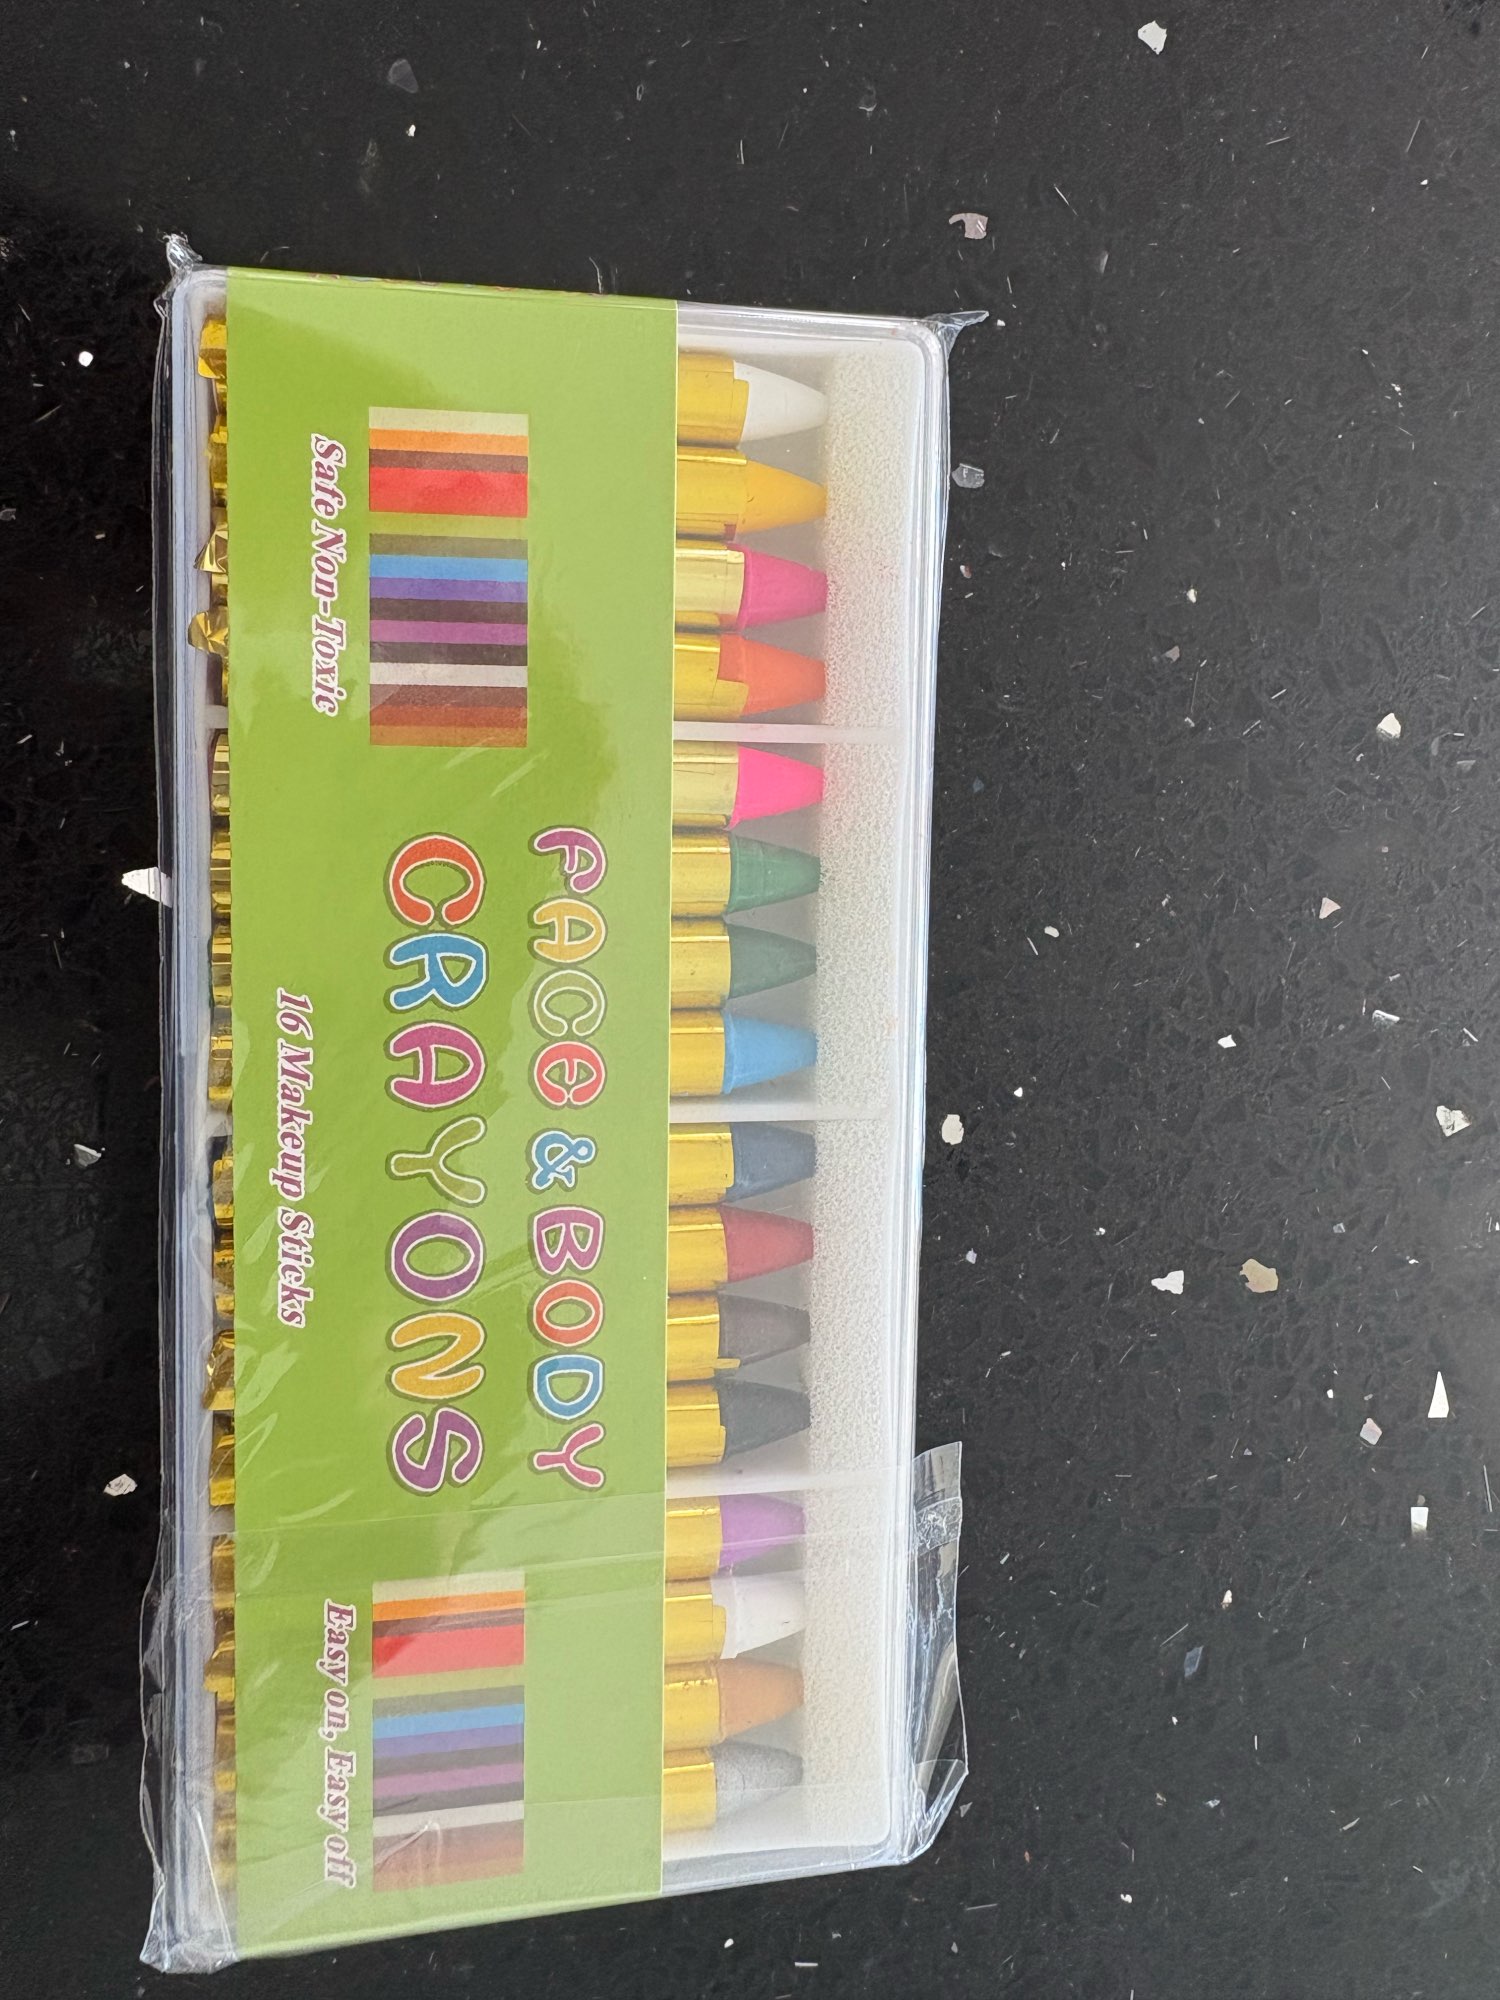 FACE & BODY
CRAYONS
Safe Non-Toxic
16 Makeup Sticks
Easy on, Easy off